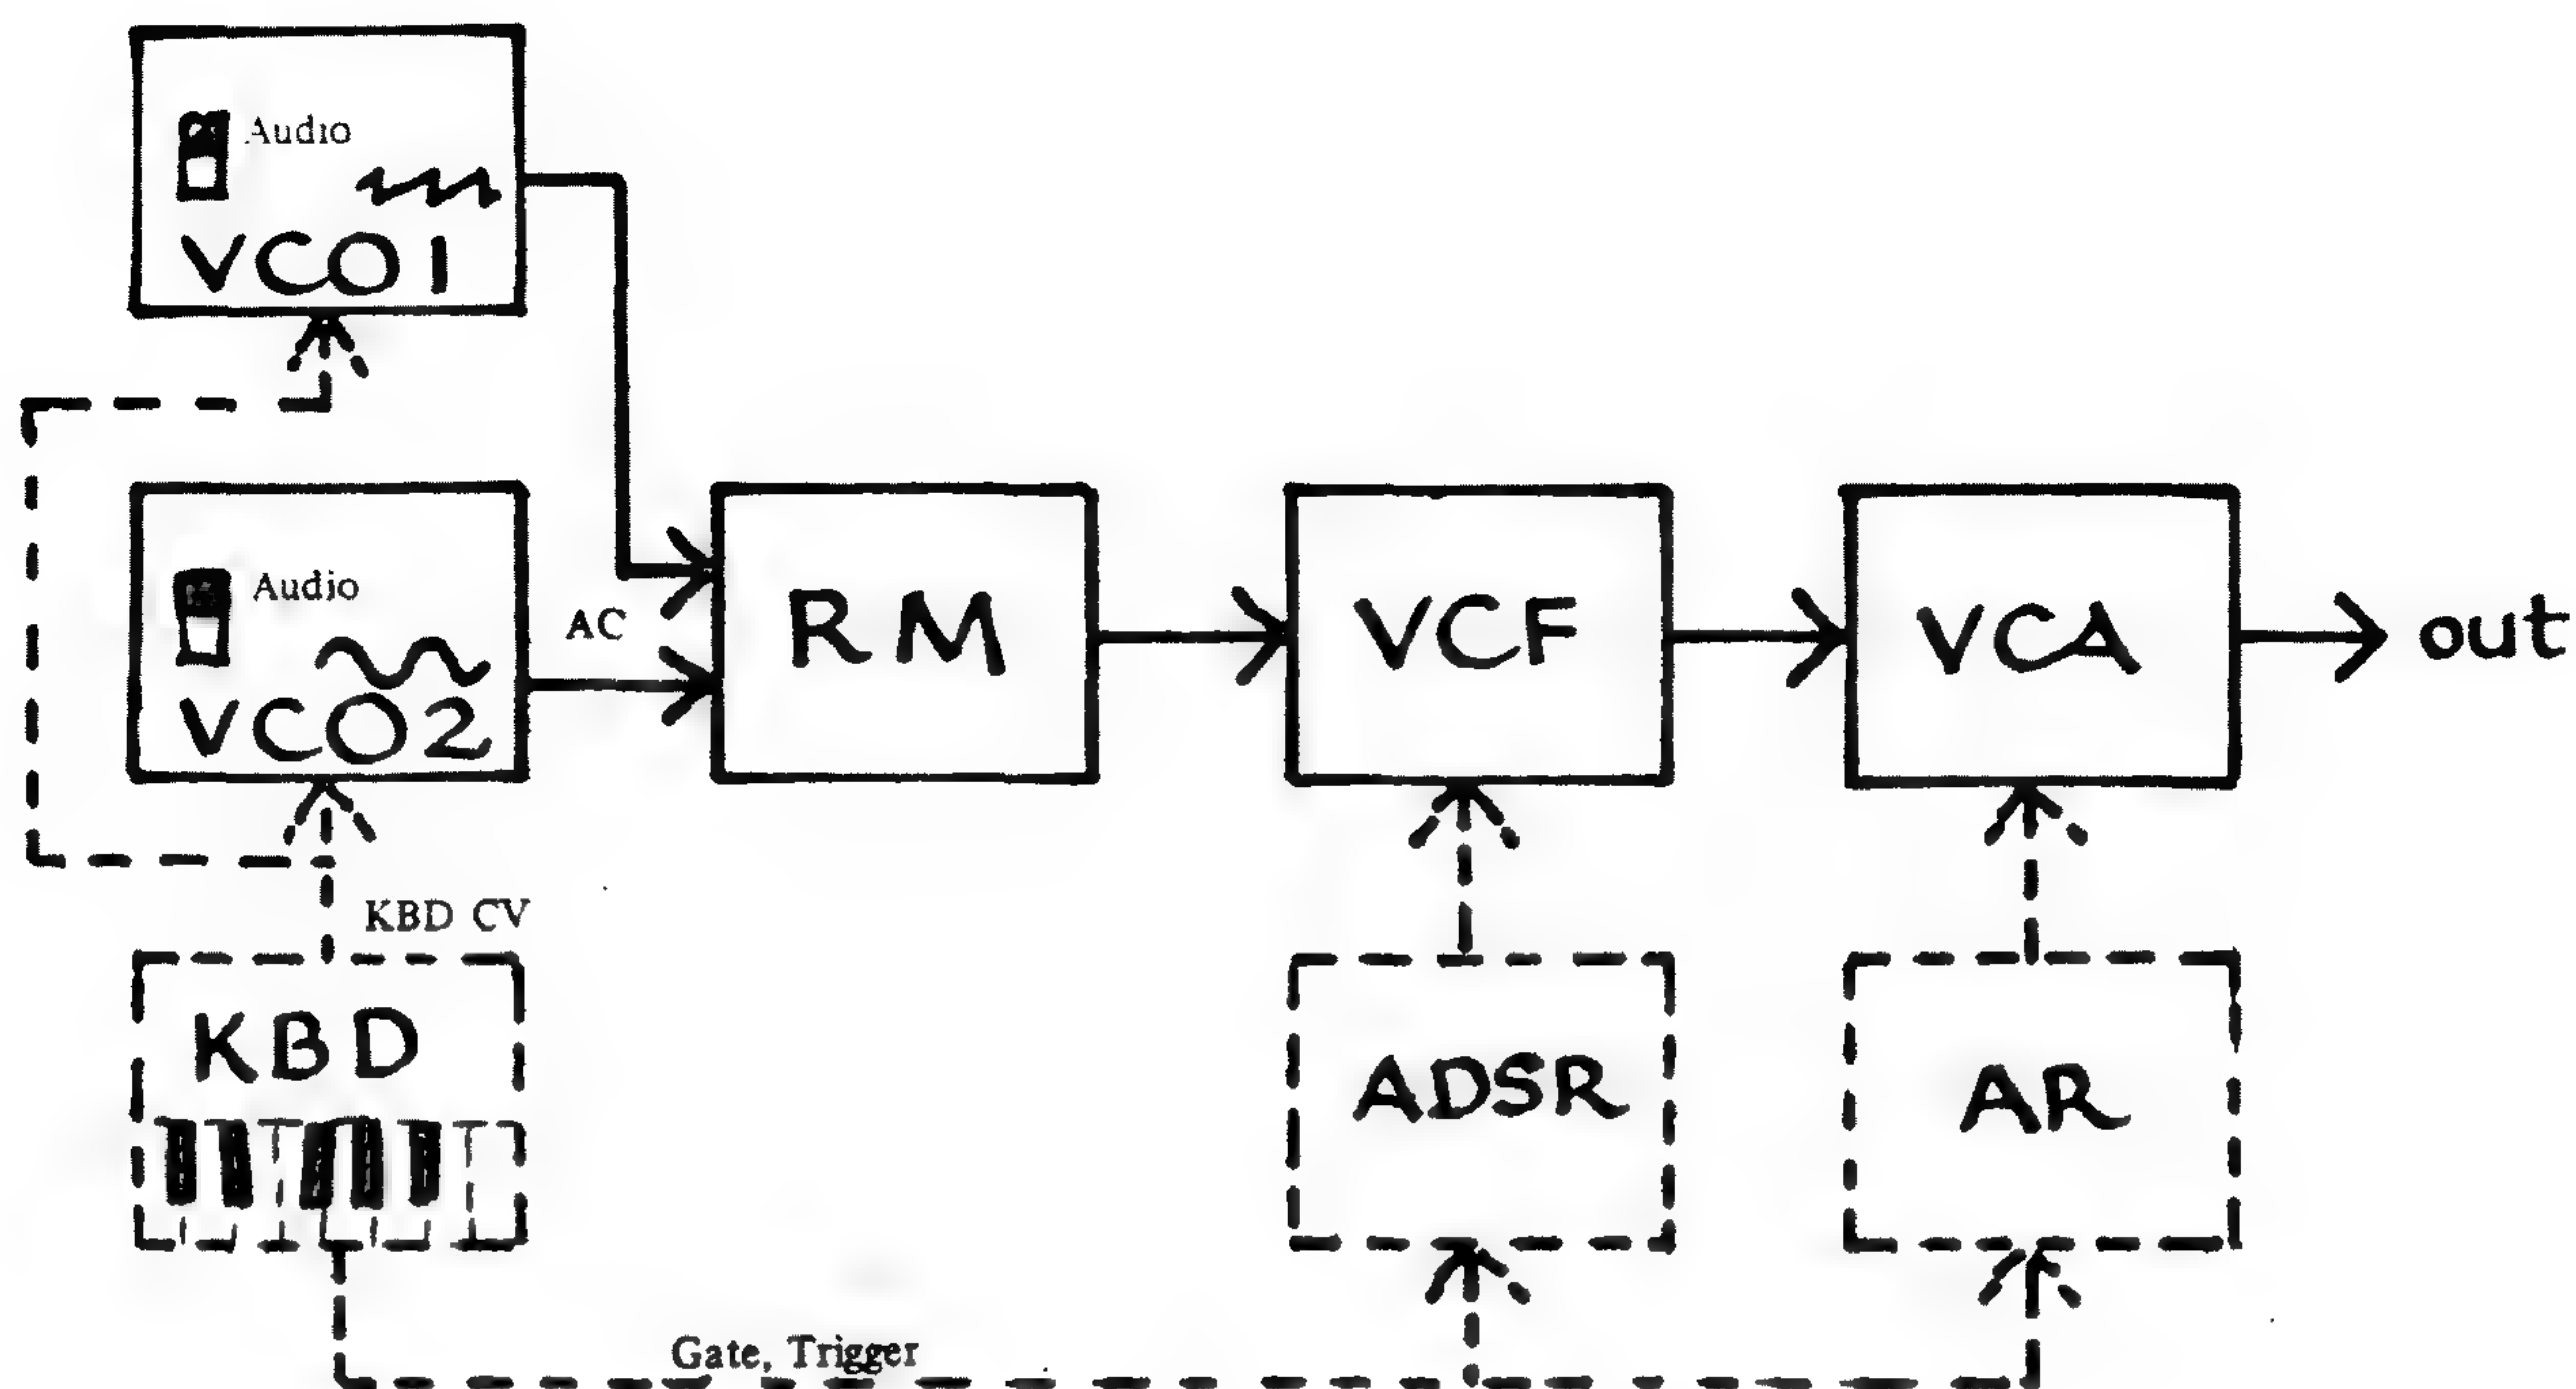 Audio
VCO1
Audio
VCO2
AC
RM
VCF
VCA
out
KBD CV
KBD
ADSR
AR
Gate, Trigger